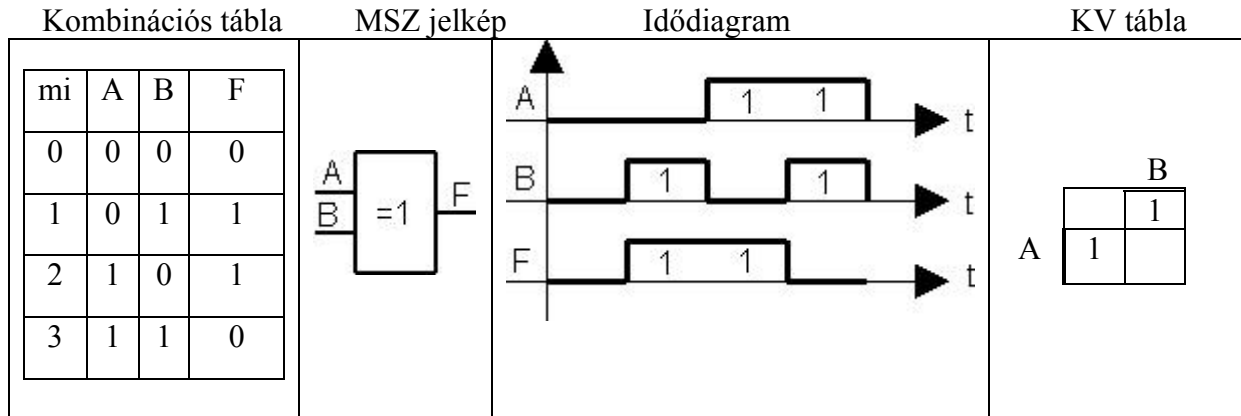 Kombinációs tábla MSZ jelkép Idődiagram KV tábla
mi A B F
0 0 0 0
1 0 1 1
2 1 0 1
3 1 1 0
A
B
=1
F
A 1 1 t
B 1 1 t
F 1 1 t
B
1
A 1